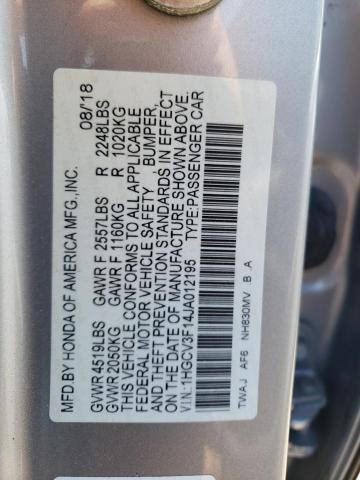 MFD.BY HONDA OF AMERICA MFG.,INC. 08/18
GVWR 4519LBS GAWR F 2557LBS R 2248LBS
GVWR 2050KG GAWR F 1160KG R 1020KG
THIS VEHICLE CONFORMS TO ALL APPLICABLE
FEDERAL MOTOR VEHICLE SAFETY BUMPER,
AND THEFT PREVENTION STANDARDS IN EFFECT
ON THE DATE OF MANUFACTURE SHOWN ABOVE.
V.I.N.:1HGCV3F14JA012195 TYPE:PASSENGER CAR
TWAJ AF6 NH830MV B A